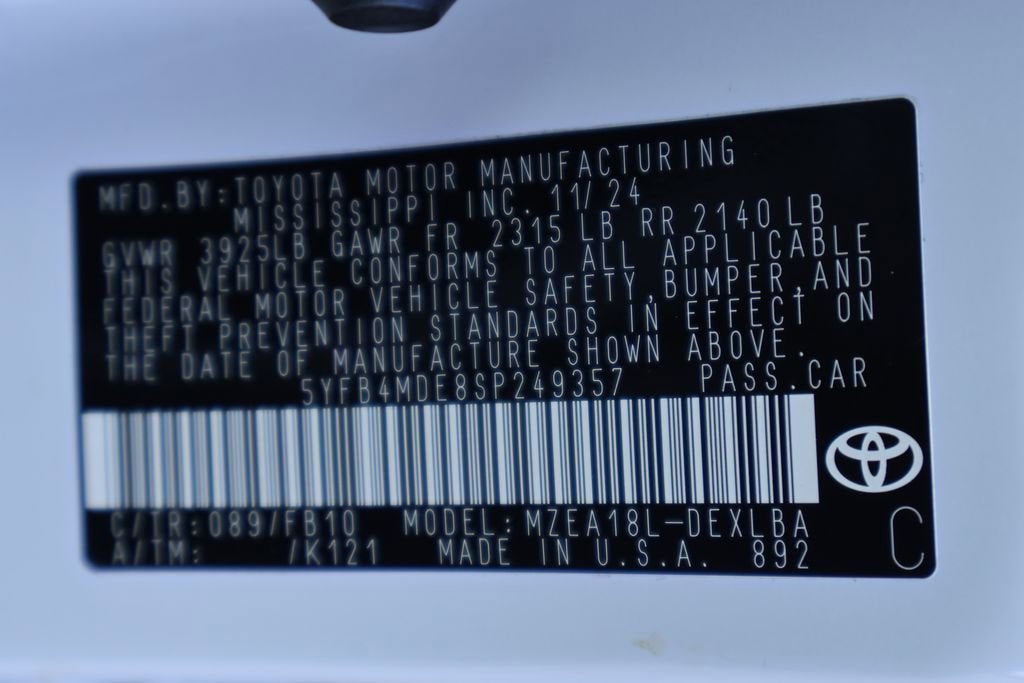 MFD.BY:TOYOTA MOTOR MANUFACTURING
MISSISSIPPI INC. 11/24
GVWR 3925LB GAWR FR 2315 LB RR 2140 LB
THIS VEHICLE CONFORMS TO ALL APPLICABLE
FEDERAL MOTOR VEHICLE SAFETY,BUMPER,AND
THEFT PREVENTION STANDARDS IN EFFECT ON
THE DATE OF MANUFACTURE SHOWN ABOVE.
5YFB4MDE8SP249357 PASS.CAR
C/TR:089/FB10 MODEL:MZEA18L-DEXLBA
A/TM: /K121 MADE IN U.S.A. 892
C